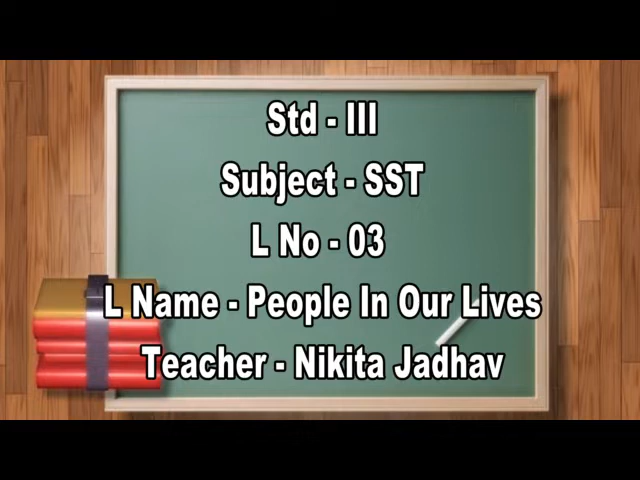 Std - III
Subject - SST
L No - 03
L Name - People In Our Lives
Teacher - Nikita Jadhav